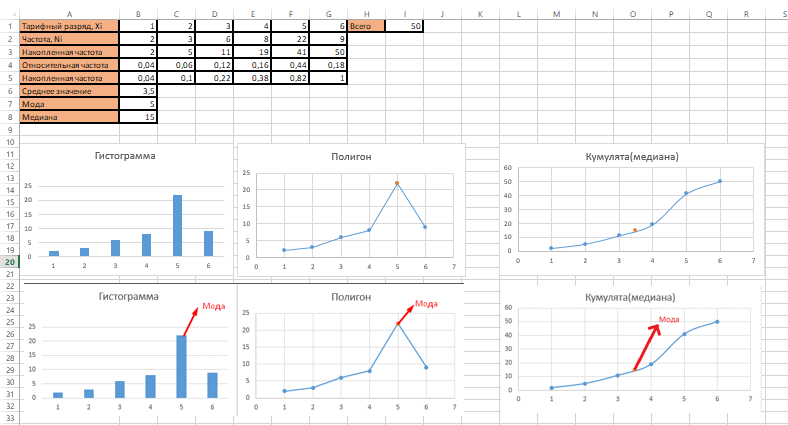 A B C D E F G H I J K L M N O P Q R S
1 Тарифный разряд, Xi 1 2 3 4 5 6 Всего 50
2 Частота, Ni 2 3 6 8 22 9
3 Накопленная частота 2 5 11 19 41 50
4 Относительная частота 0,04 0,06 0,12 0,16 0,44 0,18
5 Накопленная частота 0,04 0,1 0,22 0,38 0,82 1
6 Среднее значение 3,5
7 Мода 5
8 Медиана 15
9
10
11
12
13
14
15
16
17
18
19
20
21
22
23
24
25
26
27
28
29
30
31
32
33
Гистограмма
25
20
15
10
5
0
1 2 3 4 5 6
Полигон
25
20
15
10
5
0
0 1 2 3 4 5 6 7
Кумулята(медиана)
60
50
40
30
20
10
0
0 1 2 3 4 5 6 7
Гистограмма
Мода
25
20
15
10
5
0
1 2 3 4 5 6
Полигон
Мода
25
20
15
10
5
0
0 1 2 3 4 5 6 7
Кумулята(медиана)
Мода
60
50
40
30
20
10
0
0 1 2 3 4 5 6 7